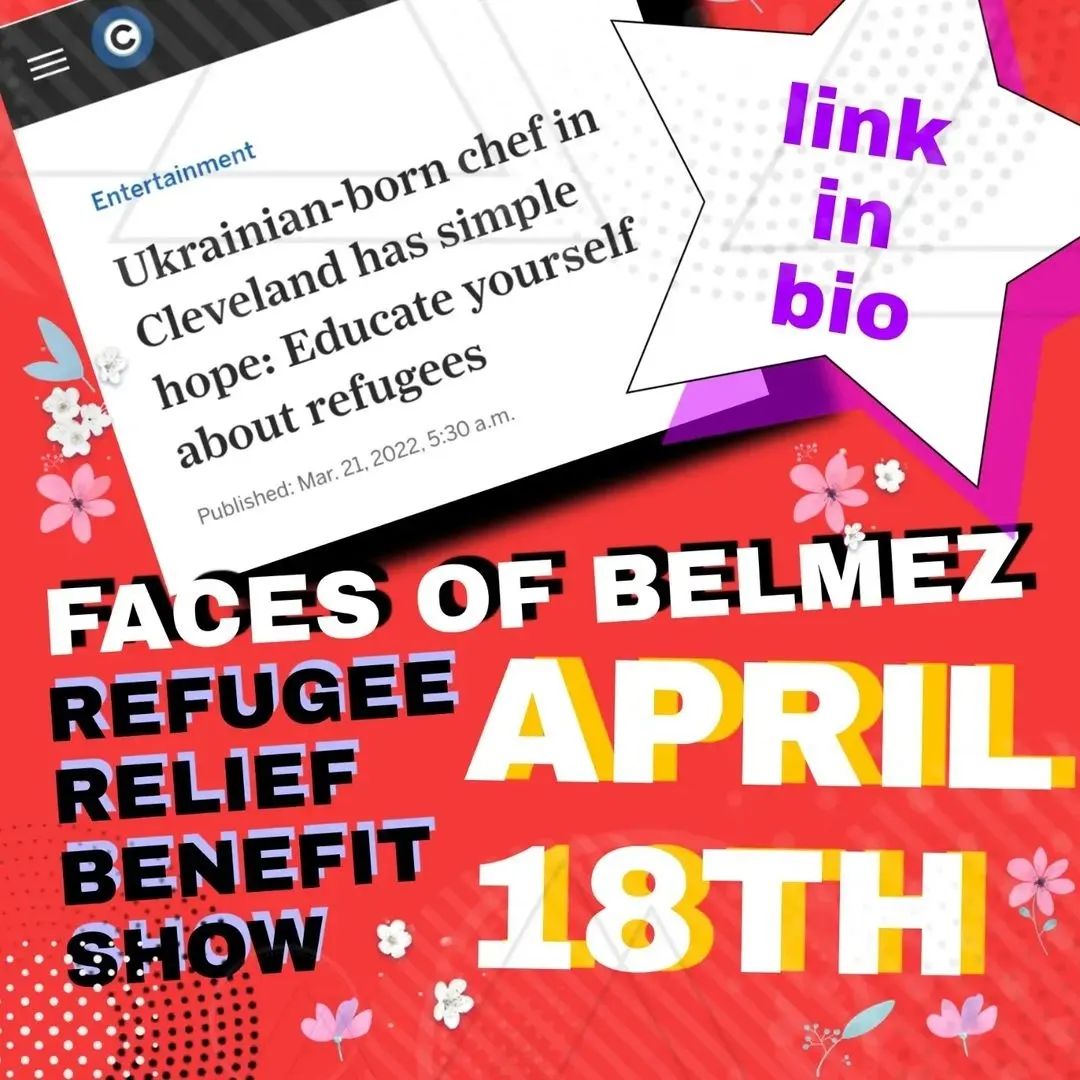 C
Entertainment
Ukrainian-born chef in
Cleveland has simple
hope: Educate yourself
about refugees
Published: Mar. 21, 2022, 5:30 a.m.
link
in
bio
FACES OF BELMEZ
REFUGEE
RELIEF
BENEFIT
SHOW
APRIL
18TH